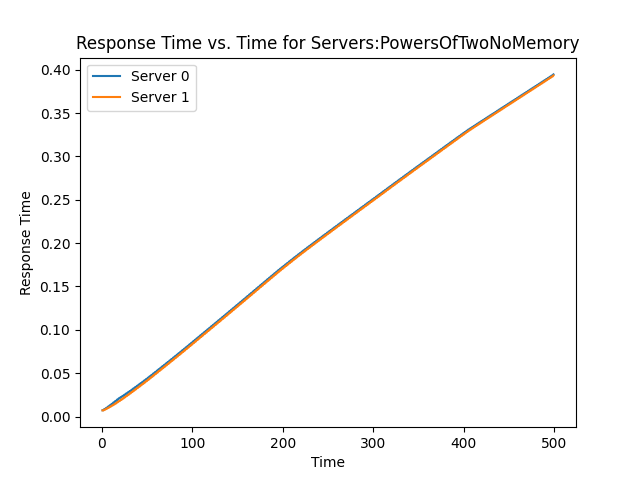 Response Time vs. Time for Servers:PowersOfTwoNoMemory
Server 0
Server 1
Response Time
0.40
0.35
0.30
0.25
0.20
0.15
0.10
0.05
0.00
0 100 200 300 400 500
Time